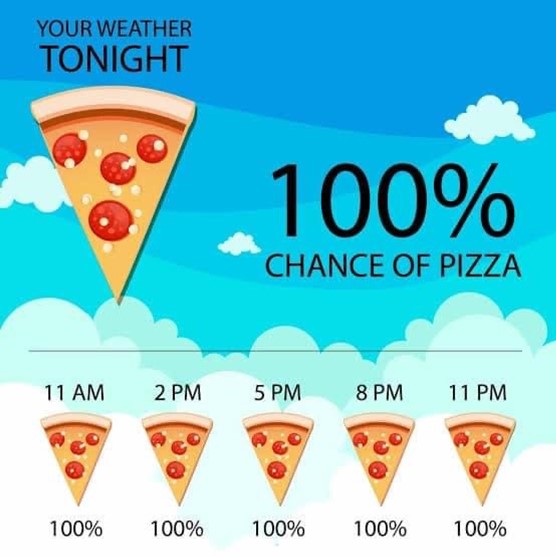 YOUR WEATHER
TONIGHT
100%
CHANCE OF PIZZA
11 AM 2 PM 5 PM 8 PM 11 PM
100% 100% 100% 100% 100%